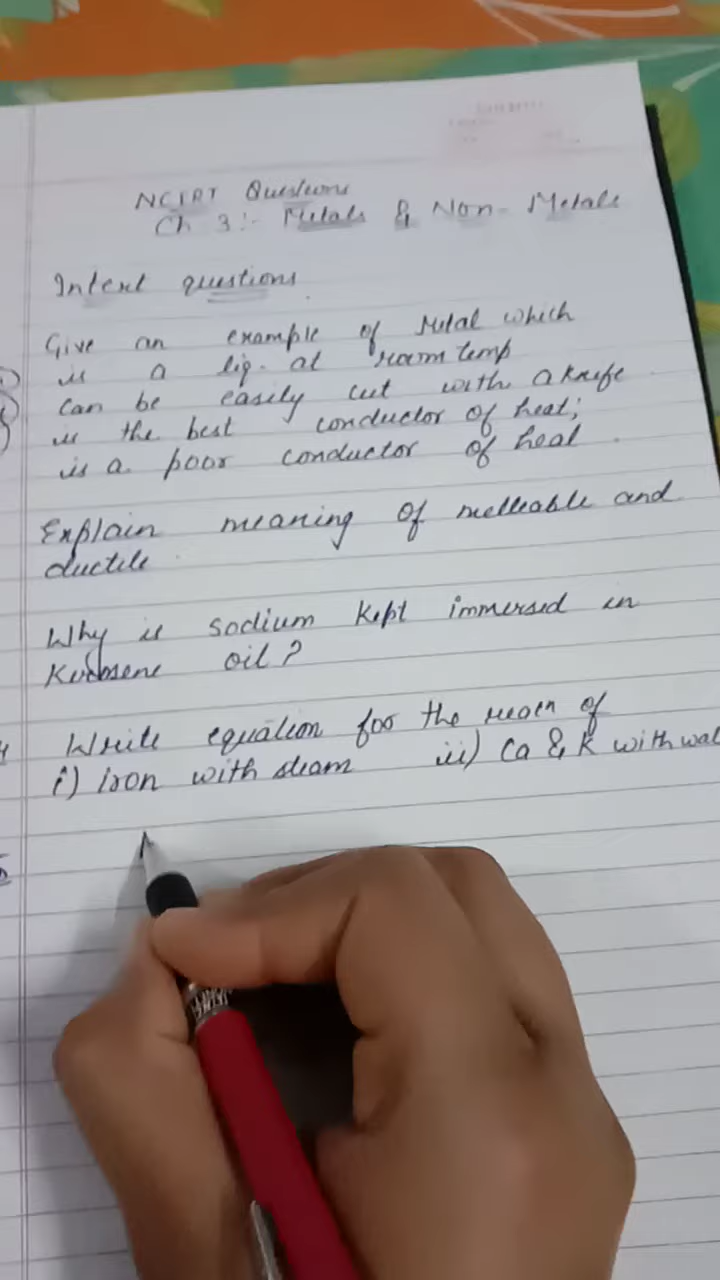 NCERT Questions
Ch 3:- Metals & Non-Metals
Intext questions
Give an example of Metal which
is a liq. at room temp
can be easily cut with a knife
is the best conductor of heat;
is a poor conductor of heat.
Explain meaning of melleable and
ductile
Why is sodium kept immersed in
Kerosene oil?
Write equation for the reacn of
i) iron with steam ii) Ca & K with wat